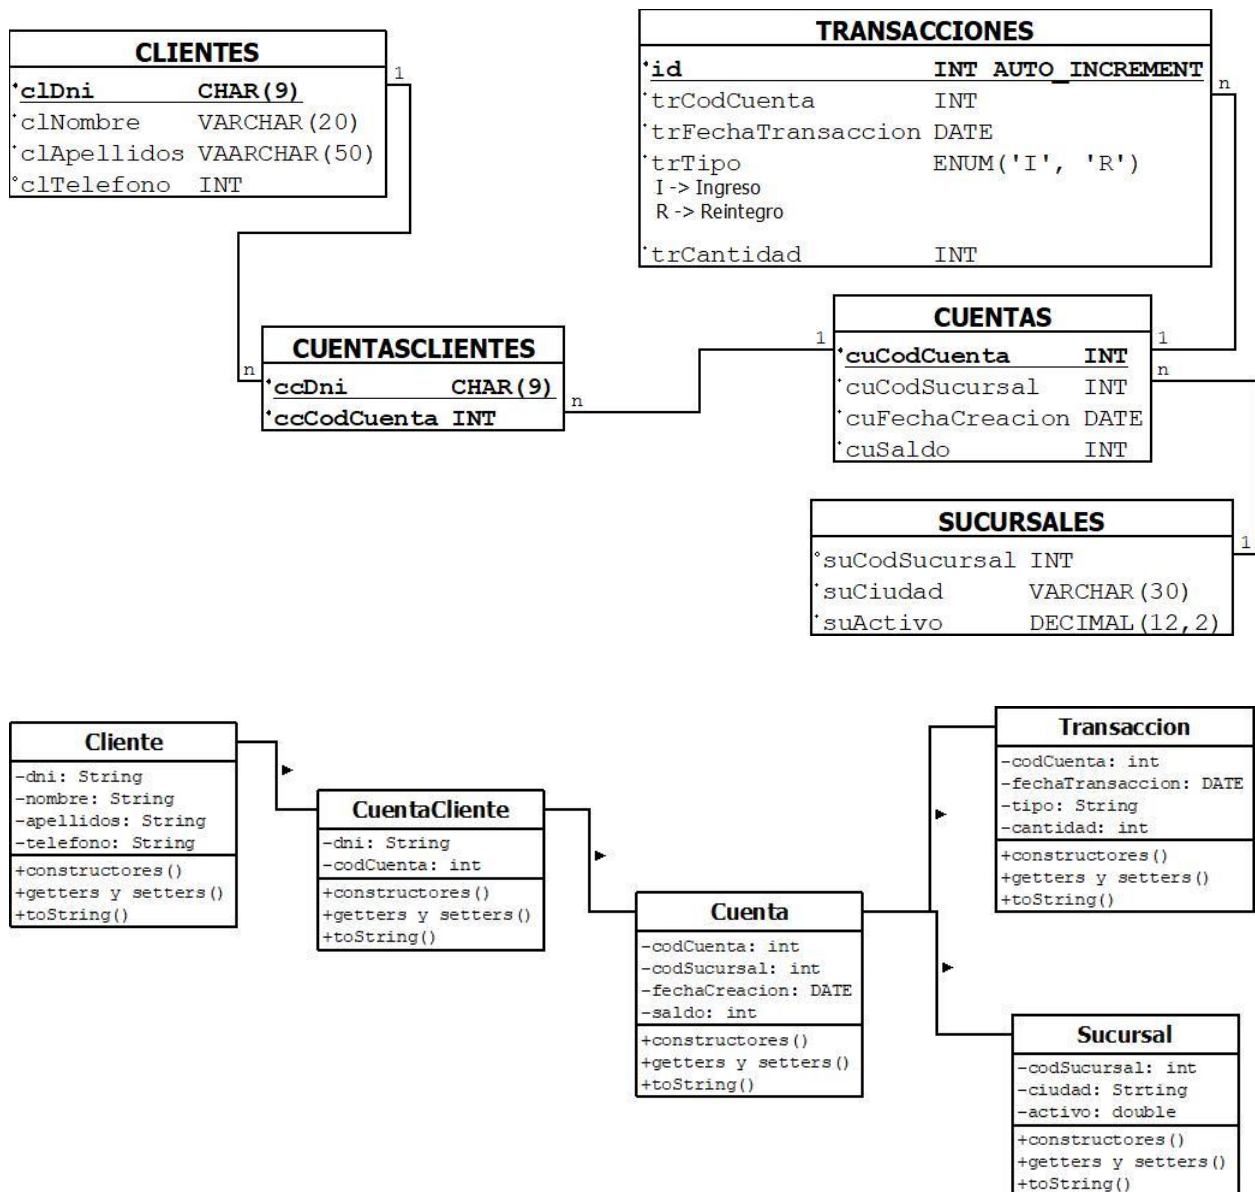 CLIENTES
clDni CHAR(9)
clNombre VARCHAR(20)
clApellidos VAARCHAR(50)
clTelefono INT
1
TRANSACCIONES
id INT AUTO_INCREMENT
trCodCuenta INT
trFechaTransaccion DATE
trTipo ENUM('I', 'R')
I -> Ingreso
R -> Reintegro
trCantidad INT
n
CUENTASCLIENTES
ccDni CHAR(9)
ccCodCuenta INT
n
n
CUENTAS
cuCodCuenta INT
cuCodSucursal INT
cuFechaCreacion DATE
cuSaldo INT
1
1
n
SUCURSALES
suCodSucursal INT
suCiudad VARCHAR(30)
suActivo DECIMAL(12,2)
1
Cliente
-dni: String
-nombre: String
-apellidos: String
-telefono: String
+constructores()
+getters y setters()
+toString()
CuentaCliente
-dni: String
-codCuenta: int
+constructores()
+getters y setters()
+toString()
Cuenta
-codCuenta: int
-codSucursal: int
-fechaCreacion: DATE
-saldo: int
+constructores()
+getters y setters()
+toString()
Transaccion
-codCuenta: int
-fechaTransaccion: DATE
-tipo: String
-cantidad: int
+constructores()
+getters y setters()
+toString()
Sucursal
-codSucursal: int
-ciudad: Strting
-activo: double
+constructores()
+getters y setters()
+toString()